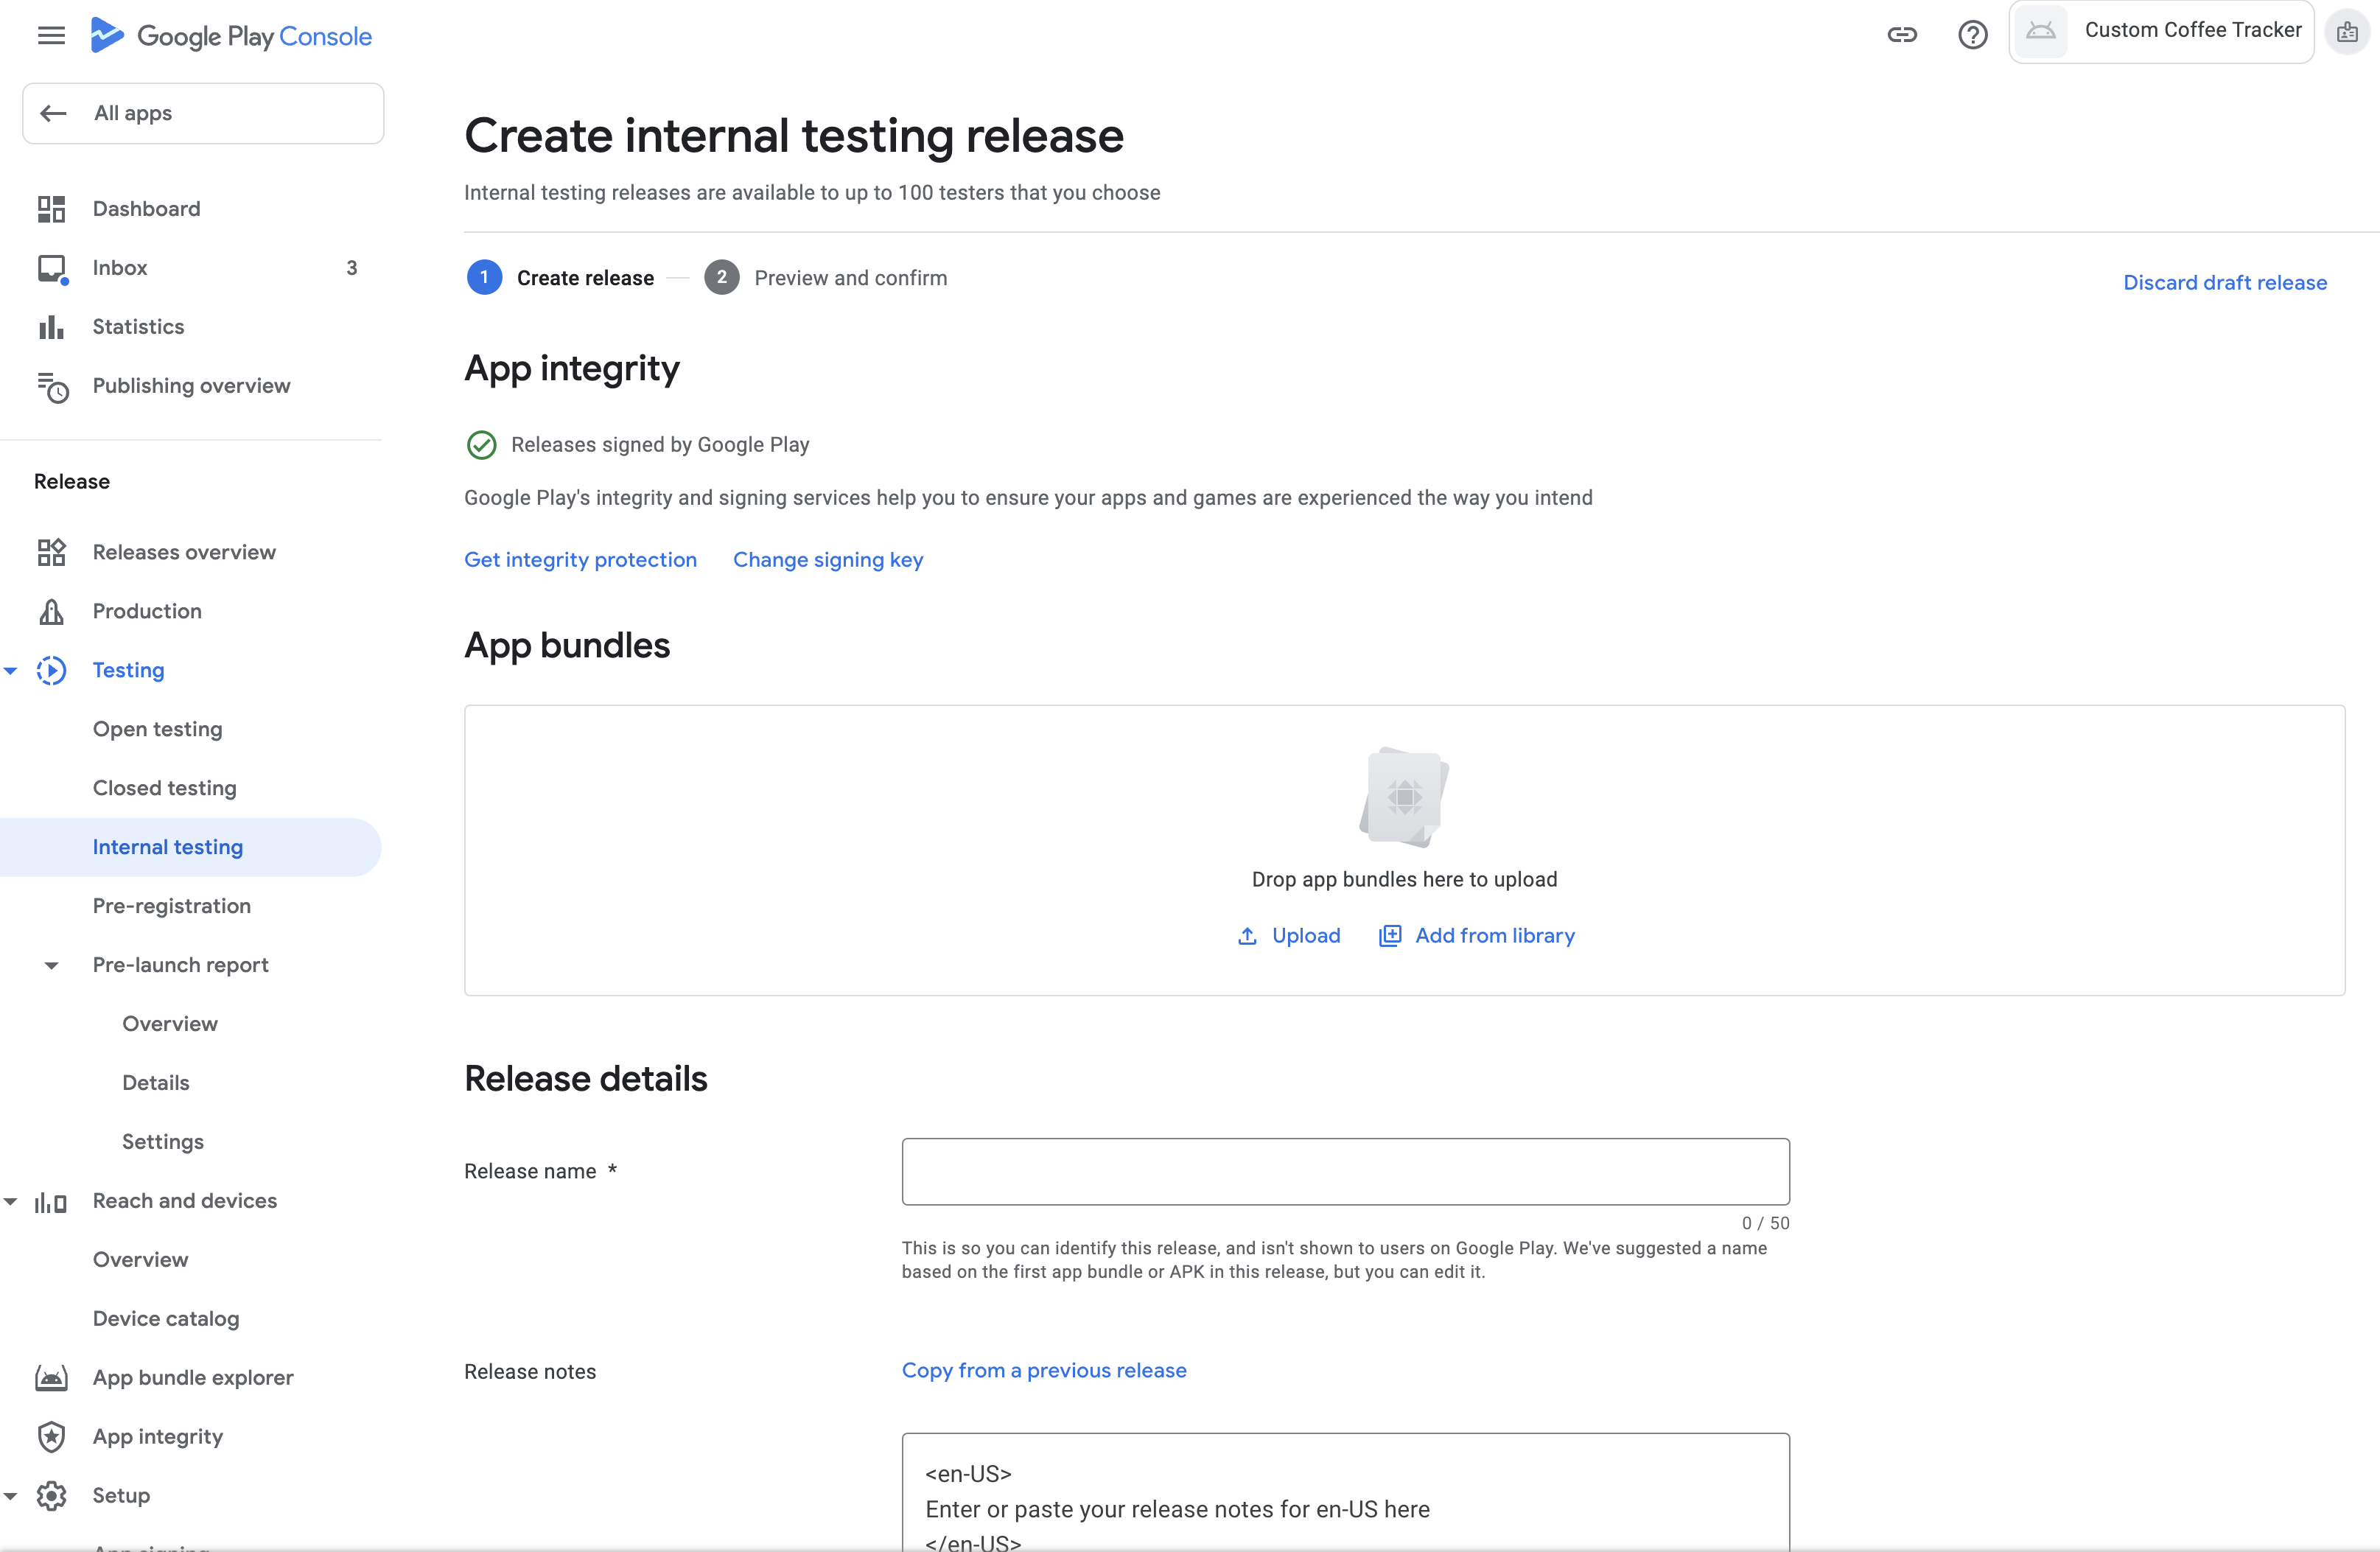 Google Play Console
Custom Coffee Tracker
All apps
Dashboard
Inbox 3
Statistics
Publishing overview
Release
Releases overview
Production
Testing
Open testing
Closed testing
Internal testing
Pre-registration
Pre-launch report
Overview
Details
Settings
Reach and devices
Overview
Device catalog
App bundle explorer
App integrity
Setup
Create internal testing release
Internal testing releases are available to up to 100 testers that you choose
1 Create release 2 Preview and confirm
Discard draft release
App integrity
Releases signed by Google Play
Google Play's integrity and signing services help you to ensure your apps and games are experienced the way you intend
Get integrity protection Change signing key
App bundles
Drop app bundles here to upload
Upload Add from library
Release details
Release name *
0 / 50
This is so you can identify this release, and isn't shown to users on Google Play. We've suggested a name
based on the first app bundle or APK in this release, but you can edit it.
Release notes
Copy from a previous release
<en-US>
Enter or paste your release notes for en-US here
</en-US>